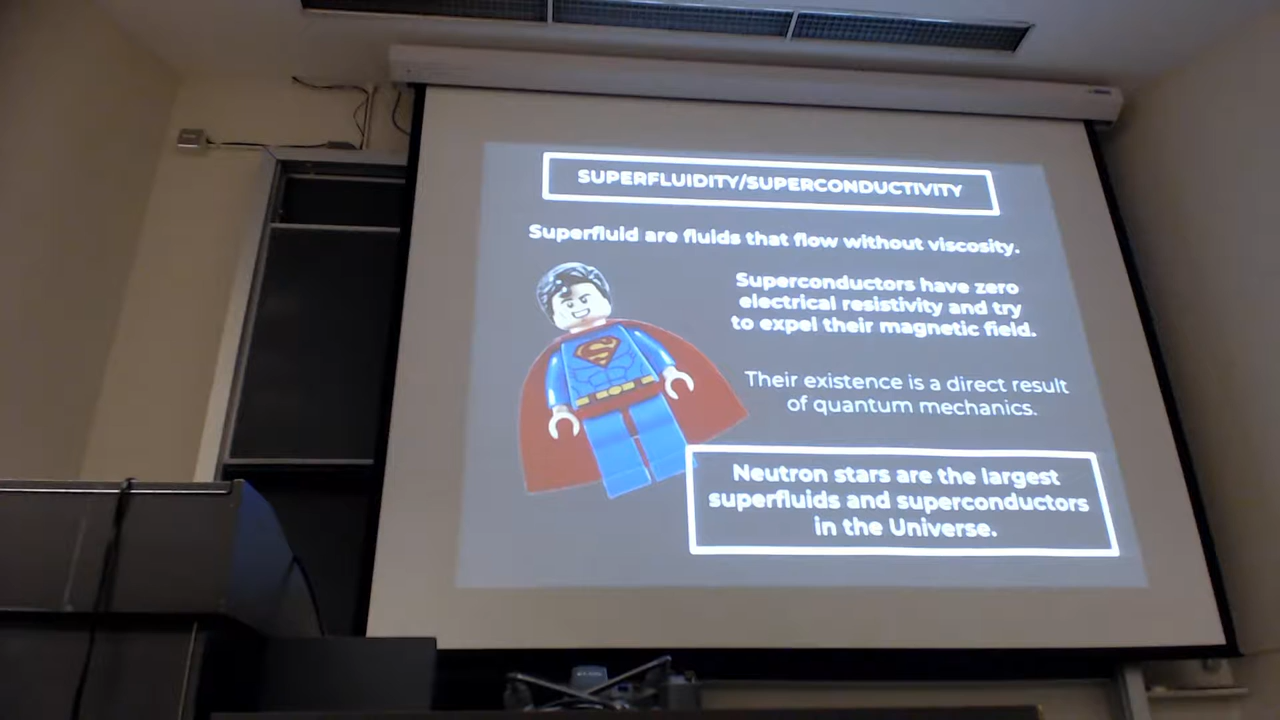 SUPERFLUIDITY/SUPERCONDUCTIVITY
Superfluid are fluids that flow without viscosity.
Superconductors have zero
electrical resistivity and try
to expel their magnetic field.
Their existence is a direct result
of quantum mechanics.
Neutron stars are the largest
superfluids and superconductors
in the Universe.